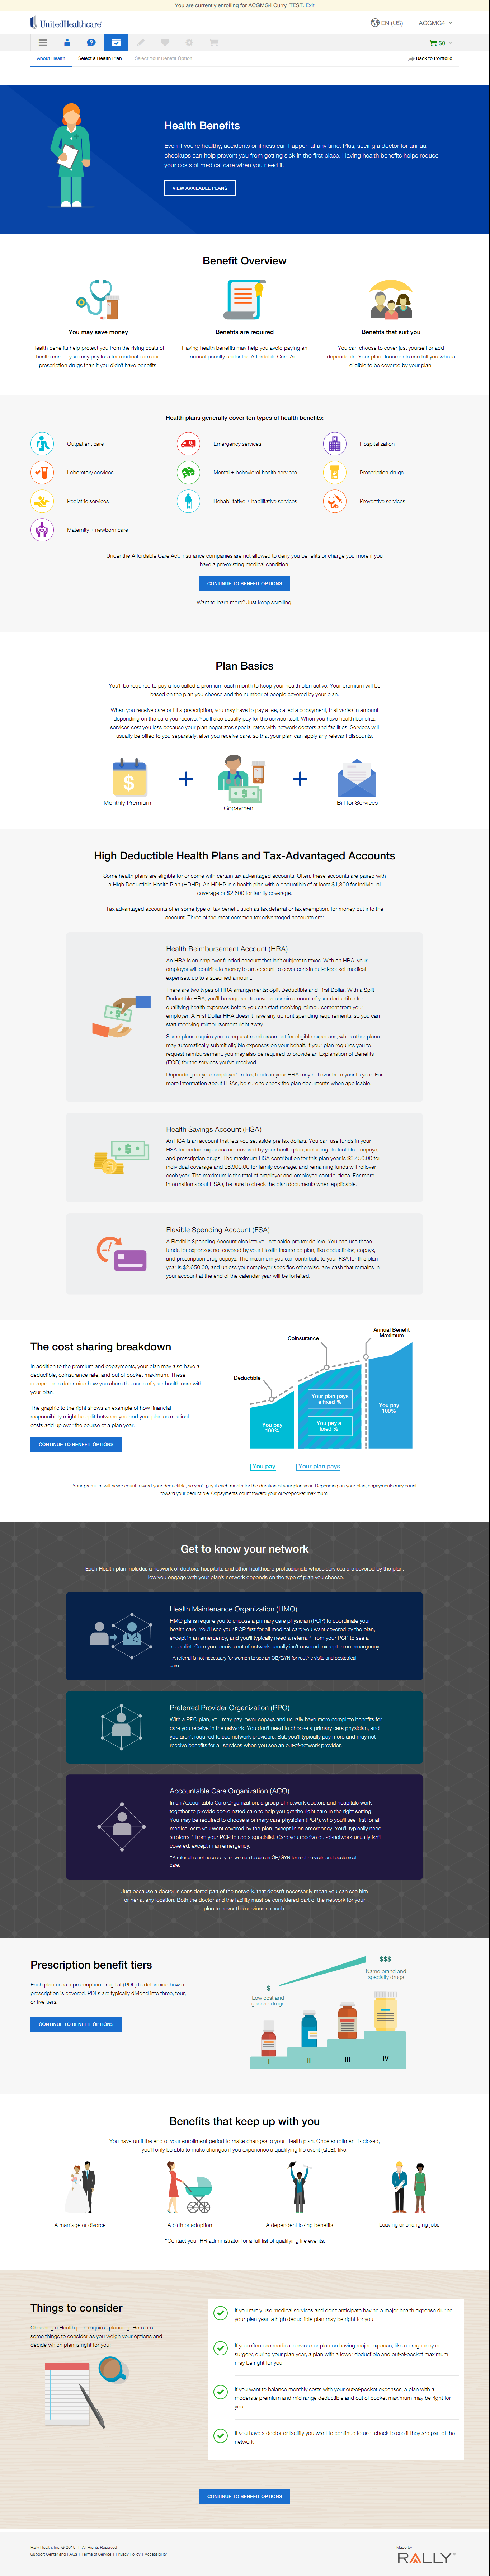 You are currently enrolling for ACGMG4 Curry_TEST. Exit
UnitedHealthcare
EN (US)
ACGMG4
$0
About Health
Select a Health Plan
Select Your Benefit Option
Back to Portfolio
Health Benefits
Even if you're healthy, accidents or illness can happen at any time. Plus, seeing a doctor for annual
checkups can help prevent you from getting sick in the first place. Having health benefits helps reduce
your costs of medical care when you need it.
VIEW AVAILABLE PLANS
Benefit Overview
You may save money
Health benefits help protect you from the rising costs of
health care – you may pay less for medical care and
prescription drugs than if you didn't have benefits.
Benefits are required
Having health benefits may help you avoid paying an
annual penalty under the Affordable Care Act.
Benefits that suit you
You can choose to cover just yourself or add
dependents. Your plan documents can tell you who is
eligible to be covered by your plan.
Health plans generally cover ten types of health benefits:
Outpatient care
Emergency services
Hospitalization
Laboratory services
Mental + behavioral health services
Prescription drugs
Pediatric services
Rehabilitative + habilitative services
Preventive services
Maternity + newborn care
Under the Affordable Care Act, Insurance companies are not allowed to deny you benefits or charge you more if you
have a pre-existing medical condition.
CONTINUE TO BENEFIT OPTIONS
Want to learn more? Just keep scrolling.
Plan Basics
You'll be required to pay a fee called a premium each month to keep your health plan active. Your premium will be
based on the plan you choose and the number of people covered by your plan.
When you receive care or fill a prescription, you may have to pay a fee, called a copayment, that varies in amount
depending on the care you receive. You'll also usually pay for the service itself. When you have health benefits,
services cost you less because your plan negotiates special rates with network doctors and facilities. Services will
usually be billed to you separately, after you receive care, so that your plan can apply any relevant discounts.
Monthly Premium
Copayment
Bill for Services
High Deductible Health Plans and Tax-Advantaged Accounts
Some health plans are eligible for or come with certain tax-advantaged accounts. Often, these accounts are paired with
a High Deductible Health Plan (HDHP). An HDHP is a health plan with a deductible of at least $1,300 for individual
coverage or $2,600 for family coverage.
Tax-advantaged accounts offer some type of tax benefit, such as tax-deferral or tax-exemption, for money put into the
account. Three of the most common tax-advantaged accounts are:
Health Reimbursement Account (HRA)
An HRA is an employer-funded account that isn't subject to taxes. With an HRA, your
employer will contribute money to an account to cover certain out-of-pocket medical
expenses, up to a specified amount.
There are two types of HRA arrangements: Split Deductible and First Dollar. With a Split
Deductible HRA, you'll be required to cover a certain amount of your deductible for
qualifying health expenses before you can start receiving reimbursement from your
employer. A First Dollar HRA doesn't have any upfront spending requirements, so you can
start receiving reimbursement right away.
Some plans require you to request reimbursement for eligible expenses, while other plans
may automatically submit eligible expenses on your behalf. If your plan requires you to
request reimbursement, you may also be required to provide an Explanation of Benefits
(EOB) for the services you've received.
Depending on your employer's rules, funds in your HRA may roll over from year to year. For
more information about HRAs, be sure to check the plan documents when applicable.
Health Savings Account (HSA)
An HSA is an account that lets you set aside pre-tax dollars. You can use funds in your
HSA for certain expenses not covered by your health plan, including deductibles, copays,
and prescription drugs. The maximum HSA contribution for this plan year is $3,450.00 for
individual coverage and $6,900.00 for family coverage, and remaining funds will rollover
each year. The maximum is the total of employer and employee contributions. For more
information about HSAs, be sure to check the plan documents when applicable.
Flexible Spending Account (FSA)
A Flexible Spending Account also lets you set aside pre-tax dollars. You can use these
funds for expenses not covered by your Health Insurance plan, like deductibles, copays,
and prescription drug copays. The maximum you can contribute to your FSA for this plan
year is $2,650.00, and unless your employer specifies otherwise, any cash that remains in
your account at the end of the calendar year will be forfeited.
The cost sharing breakdown
In addition to the premium and copayments, your plan may also have a
deductible, coinsurance rate, and out-of-pocket maximum. These
components determine how you share the costs of your health care with
your plan.
The graphic to the right shows an example of how financial
responsibility might be split between you and your plan as medical
costs add up over the course of a plan year.
CONTINUE TO BENEFIT OPTIONS
Deductible
Coinsurance
Annual Benefit
Maximum
You pay
100%
Your plan pays
a fixed %
You pay a
fixed %
You pay
100%
You pay
Your plan pays
Your premium will never count toward your deductible, so you'll pay it each month for the duration of your plan year. Depending on your plan, copayments may count
toward your deductible. Copayments count toward your out-of-pocket maximum.
Get to know your network
Each Health plan includes a network of doctors, hospitals, and other healthcare professionals whose services are covered by the plan.
How you engage with your plan's network depends on the type of plan you choose.
Health Maintenance Organization (HMO)
HMO plans require you to choose a primary care physician (PCP) to coordinate your
health care. You'll see your PCP first for all medical care you want covered by the plan,
except in an emergency, and you'll typically need a referral* from your PCP to see a
specialist. Care you receive out-of-network usually isn't covered, except in an emergency.
*A referral is not necessary for women to see an OB/GYN for routine visits and obstetrical
care.
Preferred Provider Organization (PPO)
With a PPO plan, you may pay lower copays and usually have more complete benefits for
care you receive in the network. You don't need to choose a primary care physician, and
you aren't required to see network providers, But, you'll typically pay more and may not
receive benefits for all services when you see an out-of-network provider.
Accountable Care Organization (ACO)
In an Accountable Care Organization, a group of network doctors and hospitals work
together to provide coordinated care to help you get the right care in the right setting.
You may be required to choose a primary care physician (PCP), who you'll see first for all
medical care you want covered by the plan, except in an emergency. You'll typically need
a referral* from your PCP to see a specialist. Care you receive out-of-network usually isn't
covered, except in an emergency.
*A referral is not necessary for women to see an OB/GYN for routine visits and obstetrical
care.
Just because a doctor is considered part of the network, that doesn't necessarily mean you can see him
or her at any location. Both the doctor and the facility must be considered part of the network for your
plan to cover the services as such.
Prescription benefit tiers
Each plan uses a prescription drug list (PDL) to determine how a
prescription is covered. PDLs are typically divided into three, four,
or five tiers.
CONTINUE TO BENEFIT OPTIONS
$
Low cost and
generic drugs
$$$
Name brand and
specialty drugs
I
II
III
IV
Benefits that keep up with you
You have until the end of your enrollment period to make changes to your Health plan. Once enrollment is closed,
you'll only be able to make changes if you experience a qualifying life event (QLE), like:
A marriage or divorce
A birth or adoption
A dependent losing benefits
Leaving or changing jobs
*Contact your HR administrator for a full list of qualifying life events.
Things to consider
Choosing a Health plan requires planning. Here are
some things to consider as you weigh your options and
decide which plan is right for you:
If you rarely use medical services and don't anticipate having a major health expense during
your plan year, a high-deductible plan may be right for you
If you often use medical services or plan on having major expense, like a pregnancy or
surgery, during your plan year, a plan with a lower deductible and out-of-pocket maximum
may be right for you
If you want to balance monthly costs with your out-of-pocket expenses, a plan with a
moderate premium and mid-range deductible and out-of-pocket maximum may be right for
you
If you have a doctor or facility you want to continue to use, check to see if they are part of the
network
CONTINUE TO BENEFIT OPTIONS
Rally Health, Inc. © 2018 | All Rights Reserved
Support Center and FAQs | Terms of Service | Privacy Policy | Accessibility
Made by
RALLY